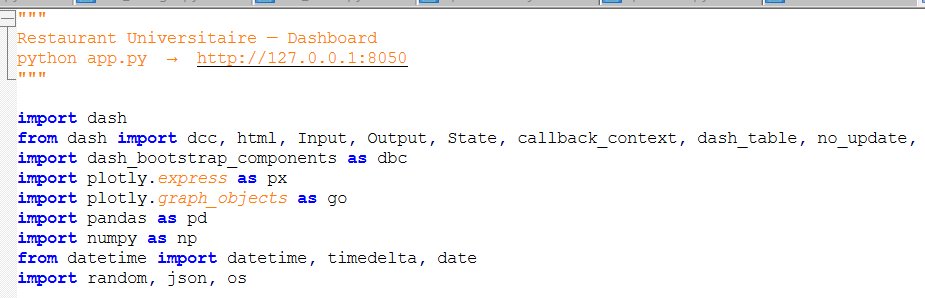 """
Restaurant Universitaire — Dashboard
python app.py → http://127.0.0.1:8050
"""
import dash
from dash import dcc, html, Input, Output, State, callback_context, dash_table, no_update,
import dash_bootstrap_components as dbc
import plotly.express as px
import plotly.graph_objects as go
import pandas as pd
import numpy as np
from datetime import datetime, timedelta, date
import random, json, os